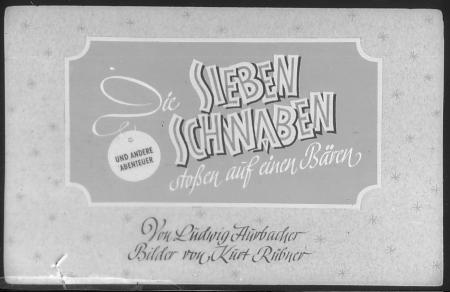 Die SIEBEN
SCHWABEN
UND ANDERE
ABENTEUER
stoßen auf einen Bären
Von Ludwig Aurbacher
Bilder von Kurt Rübner